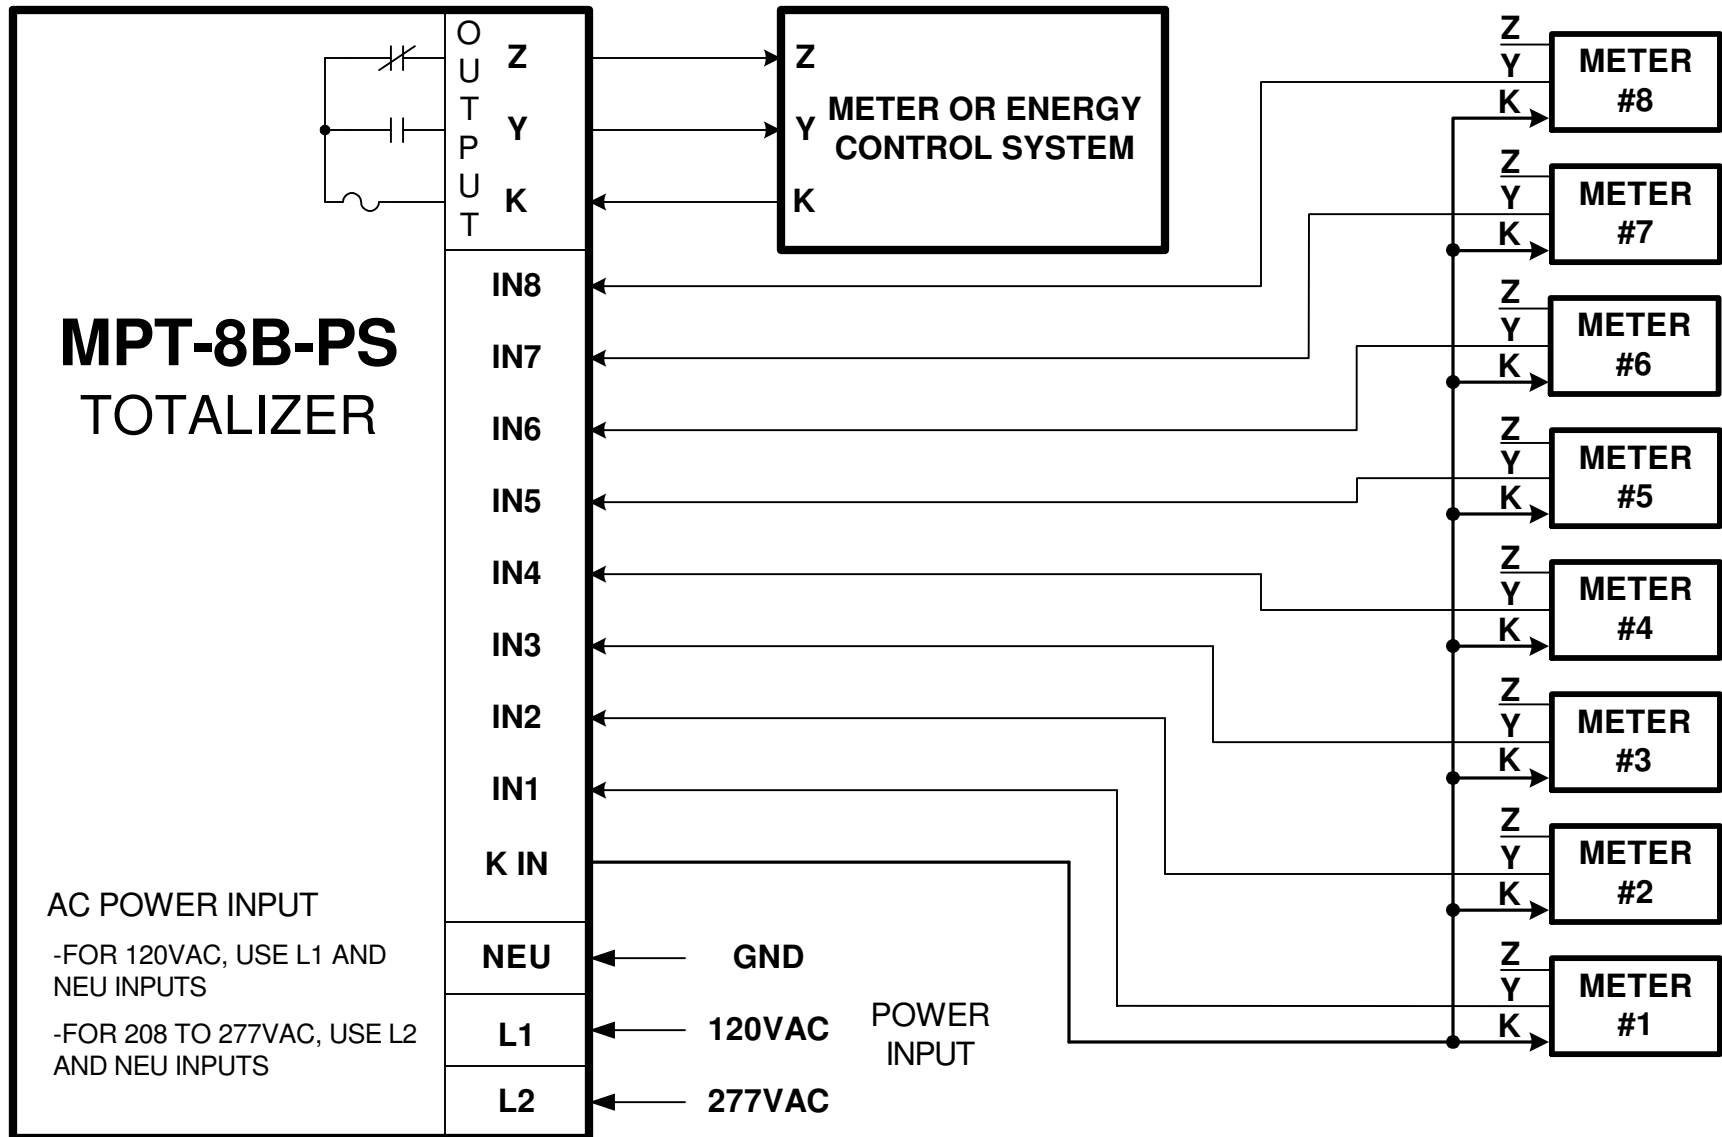 MPT-8B-PS
TOTALIZER
AC POWER INPUT
-FOR 120VAC, USE L1 AND
NEU INPUTS
-FOR 208 TO 277VAC, USE L2
AND NEU INPUTS
OUTPUT
Z
Y
K
IN8
IN7
IN6
IN5
IN4
IN3
IN2
IN1
K IN
NEU
L1
L2
Z
Y
K
METER OR ENERGY
CONTROL SYSTEM
GND
120VAC
277VAC
POWER
INPUT
Z
Y
K
METER
#8
Z
Y
K
METER
#7
Z
Y
K
METER
#6
Z
Y
K
METER
#5
Z
Y
K
METER
#4
Z
Y
K
METER
#3
Z
Y
K
METER
#2
Z
Y
K
METER
#1